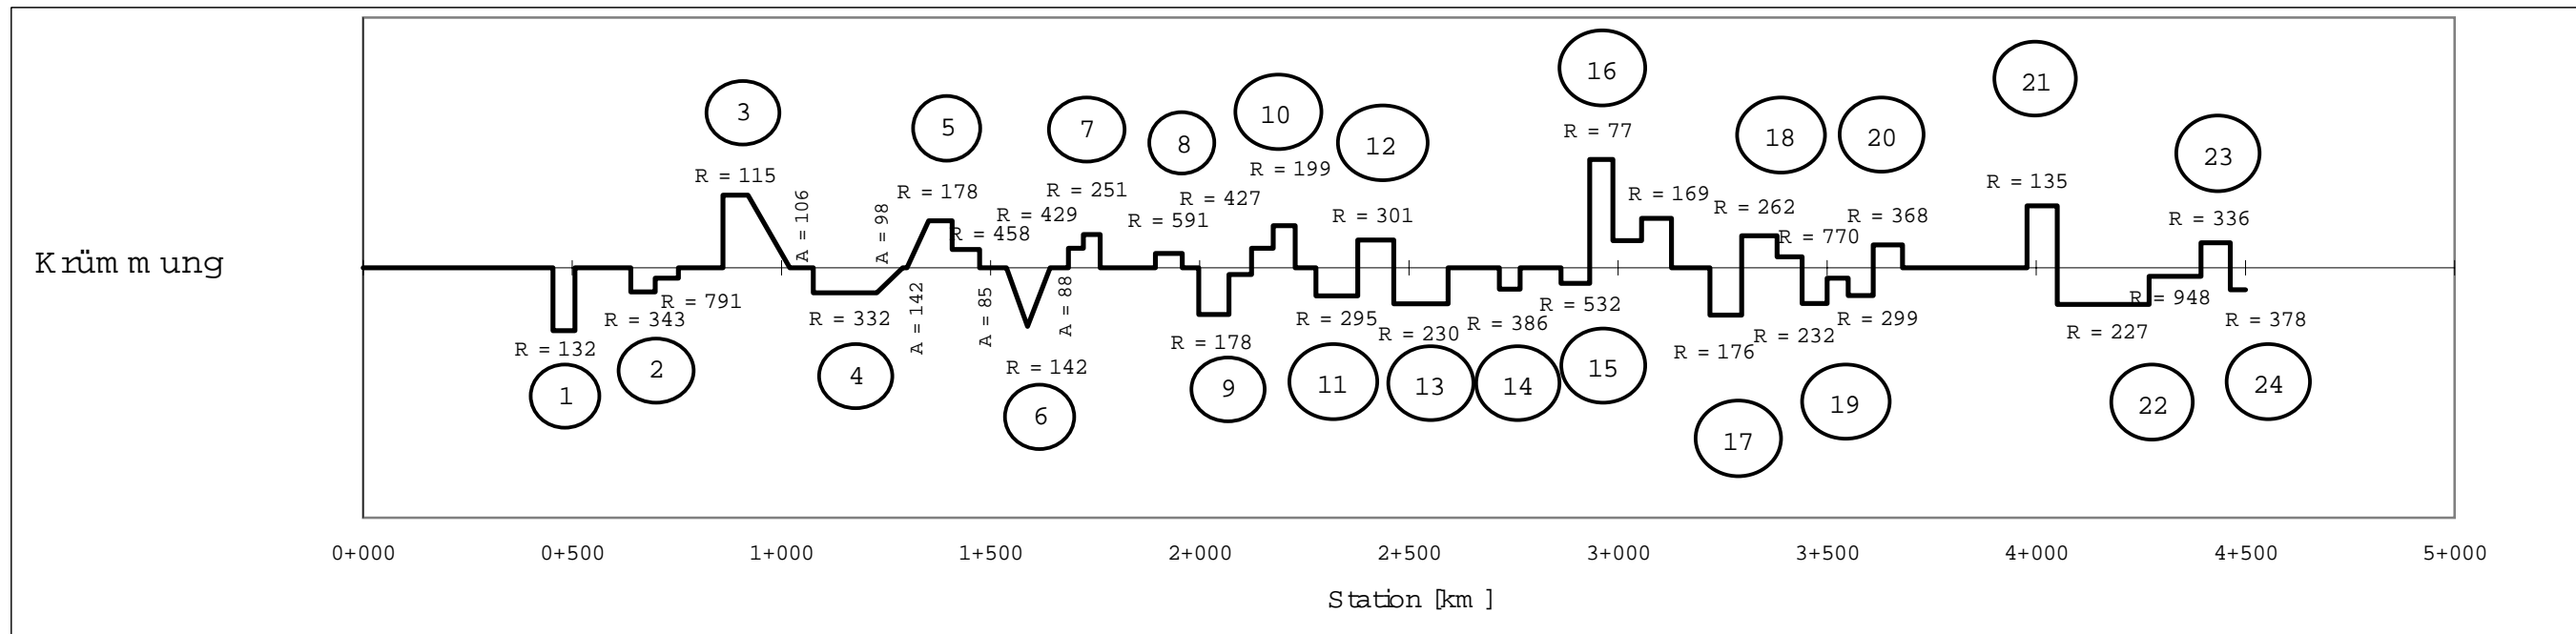 16
21
3
5
7
10
18
20
8
12
23
R = 77
R = 115
R = 178
R = 251
R = 199
R = 169
R = 135
R = 429
R = 591
R = 427
R = 301
R = 262
R = 368
R = 336
R = 458
R = 770
A = 106
A = 98
Krümmung
A = 142
A = 85
A = 88
R = 132
R = 343
R = 791
R = 332
R = 142
R = 178
R = 295
R = 230
R = 386
R = 532
R = 176
R = 232
R = 299
R = 227
R = 948
R = 378
1
2
4
6
9
11
13
14
15
17
19
22
24
0+000 0+500 1+000 1+500 2+000 2+500 3+000 3+500 4+000 4+500 5+000
Station [km]